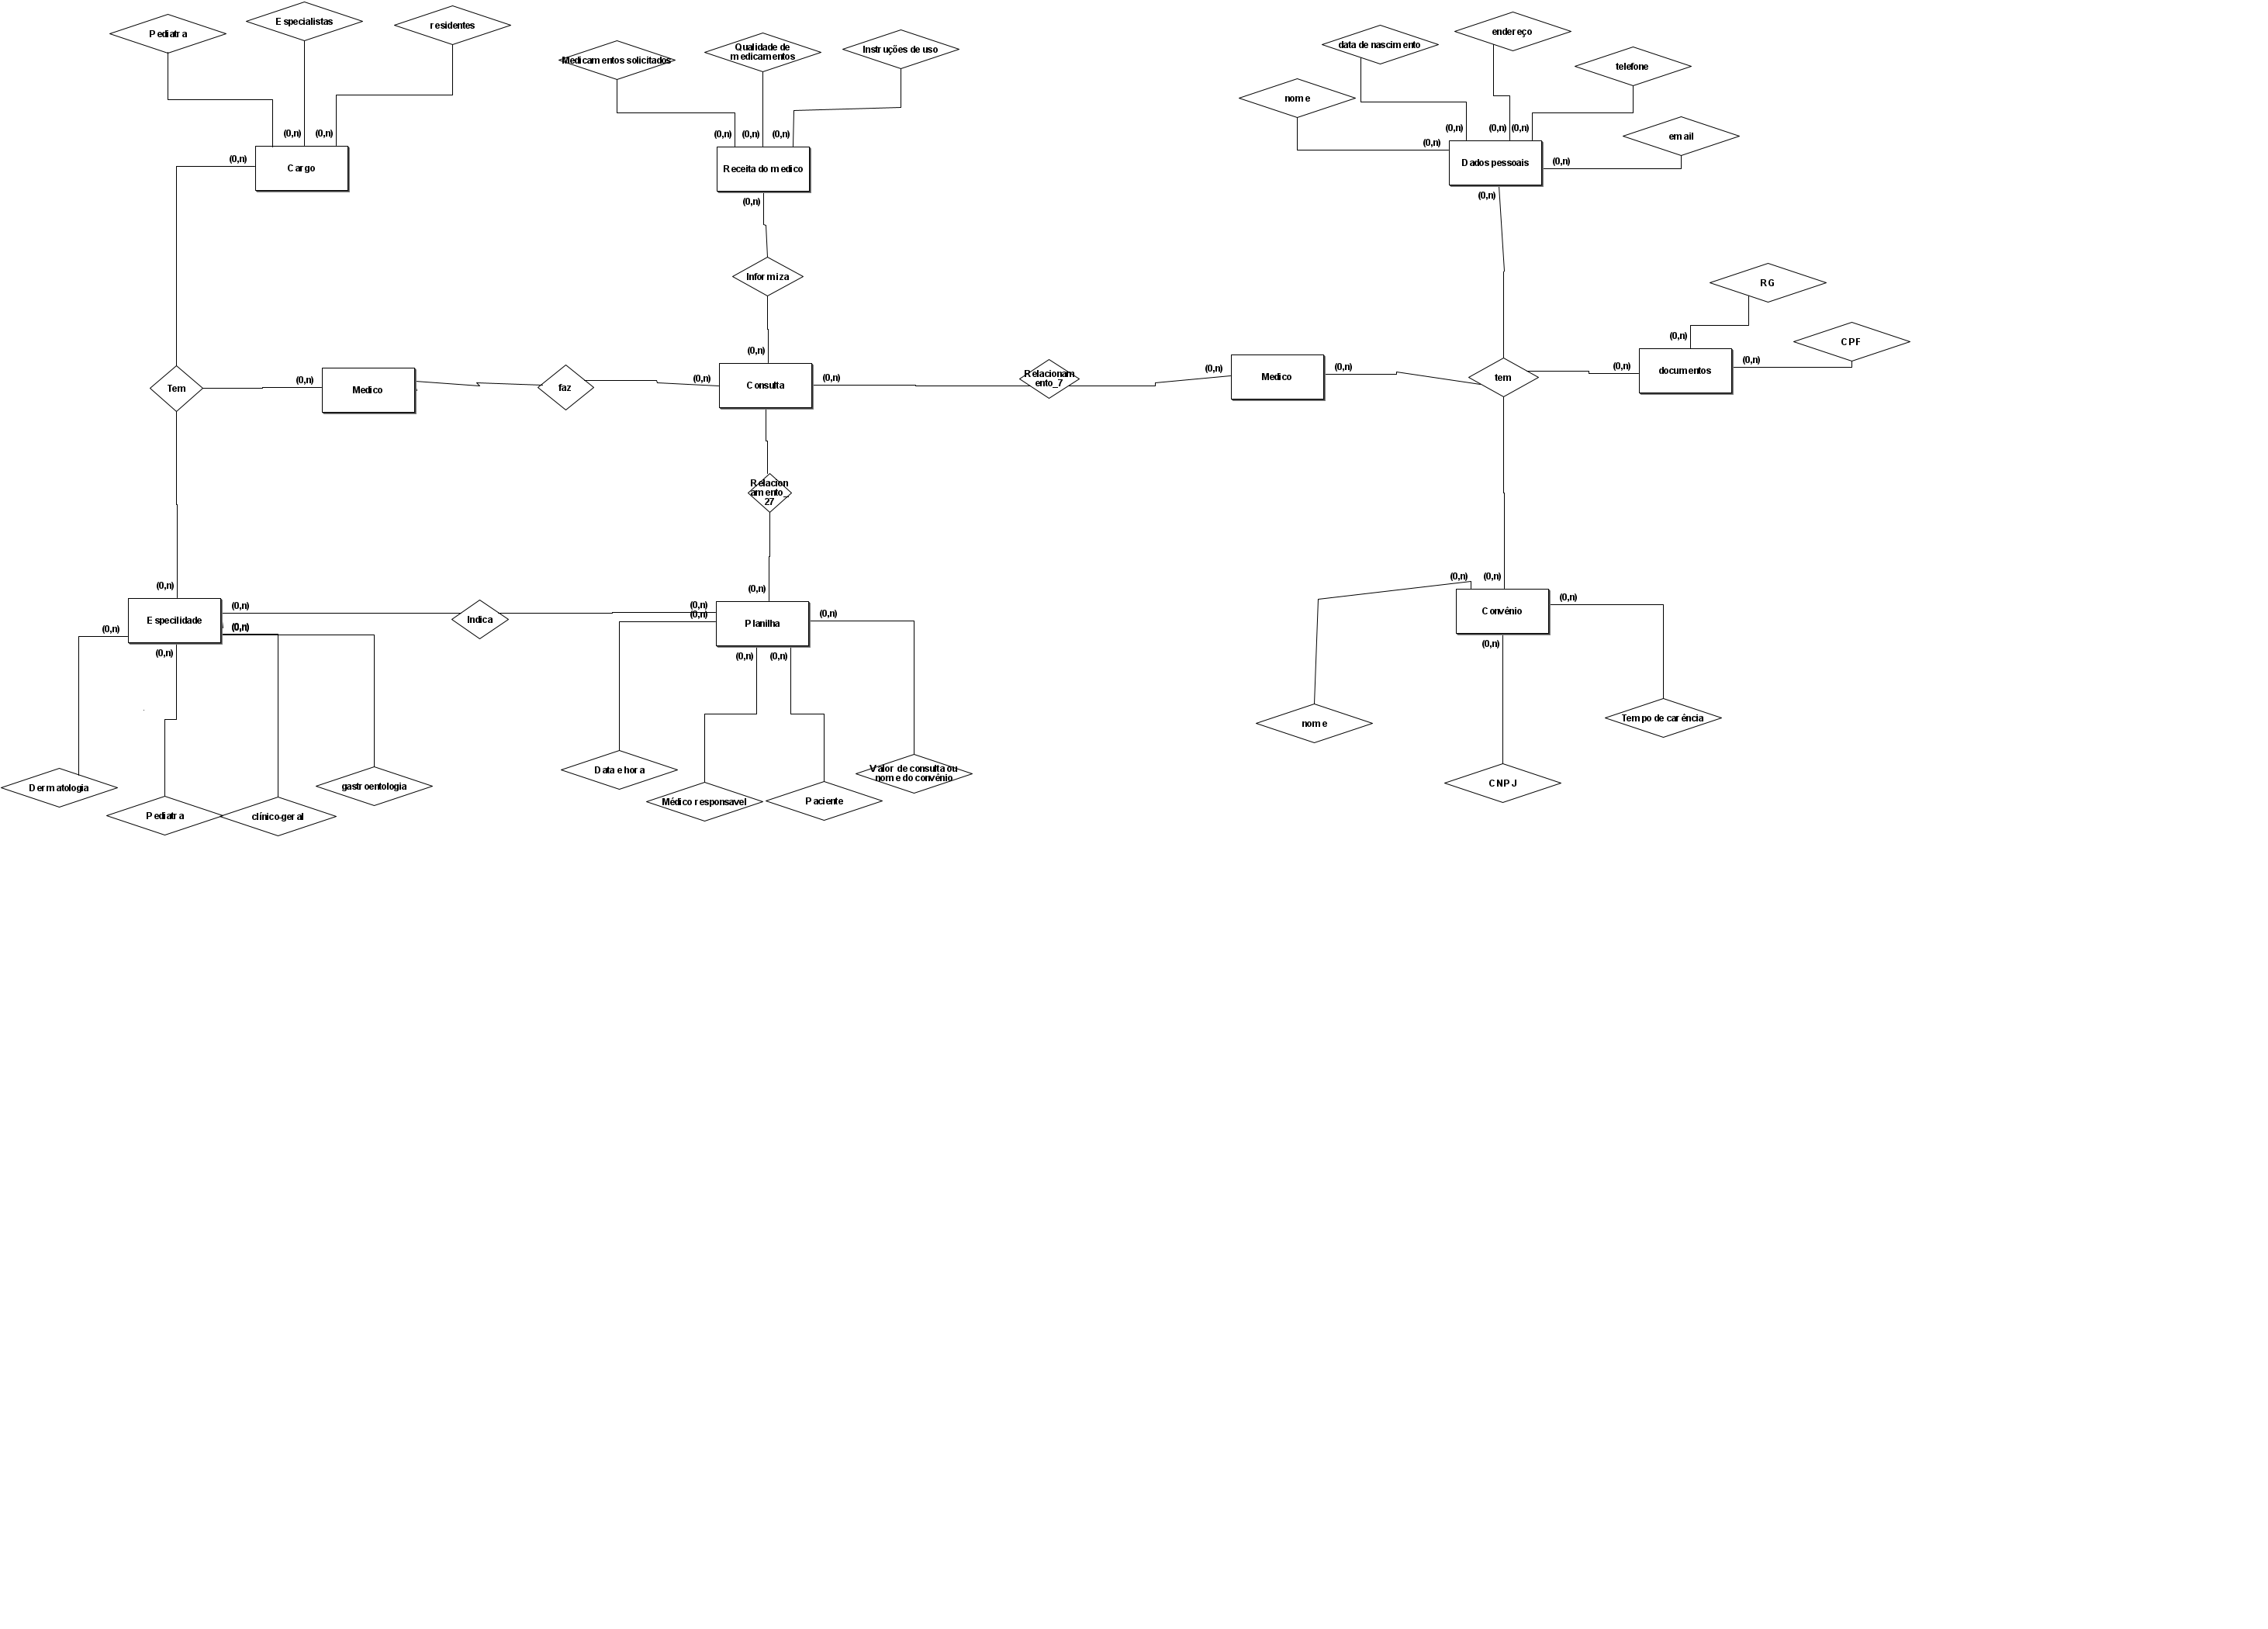 Pediatra
Especialistas
residentes
Medicamentos solicitados
Qualidade de
medicamentos
Instruções de uso
data de nascimento
endereço
telefone
nome
email
(0,n)
(0,n)
(0,n)
Cargo
(0,n)
(0,n)
(0,n)
Receita do medico
(0,n)
(0,n)
(0,n)
(0,n)
(0,n)
(0,n)
Dados pessoais
(0,n)
(0,n)
Informiza
RG
CPF
(0,n)
(0,n)
(0,n)
Tem
(0,n)
Medico
faz
(0,n)
Consulta
(0,n)
Relacionam
ento_7
(0,n)
Medico
(0,n)
tem
(0,n)
documentos
Relacion
amento_
27
(0,n)
(0,n)
(0,n)
(0,n)
Especilidade
(0,n)
(0,n)
(0,n)
(0,n)
Indica
(0,n)
(0,n)
Planilha
(0,n)
(0,n)
(0,n)
Convênio
(0,n)
(0,n)
nome
Tempo de carência
CNPJ
Dermatologia
Pediatra
clínico-geral
gastroentologia
Data e hora
Médico responsavel
Paciente
Valor de consulta ou
nome do convênio